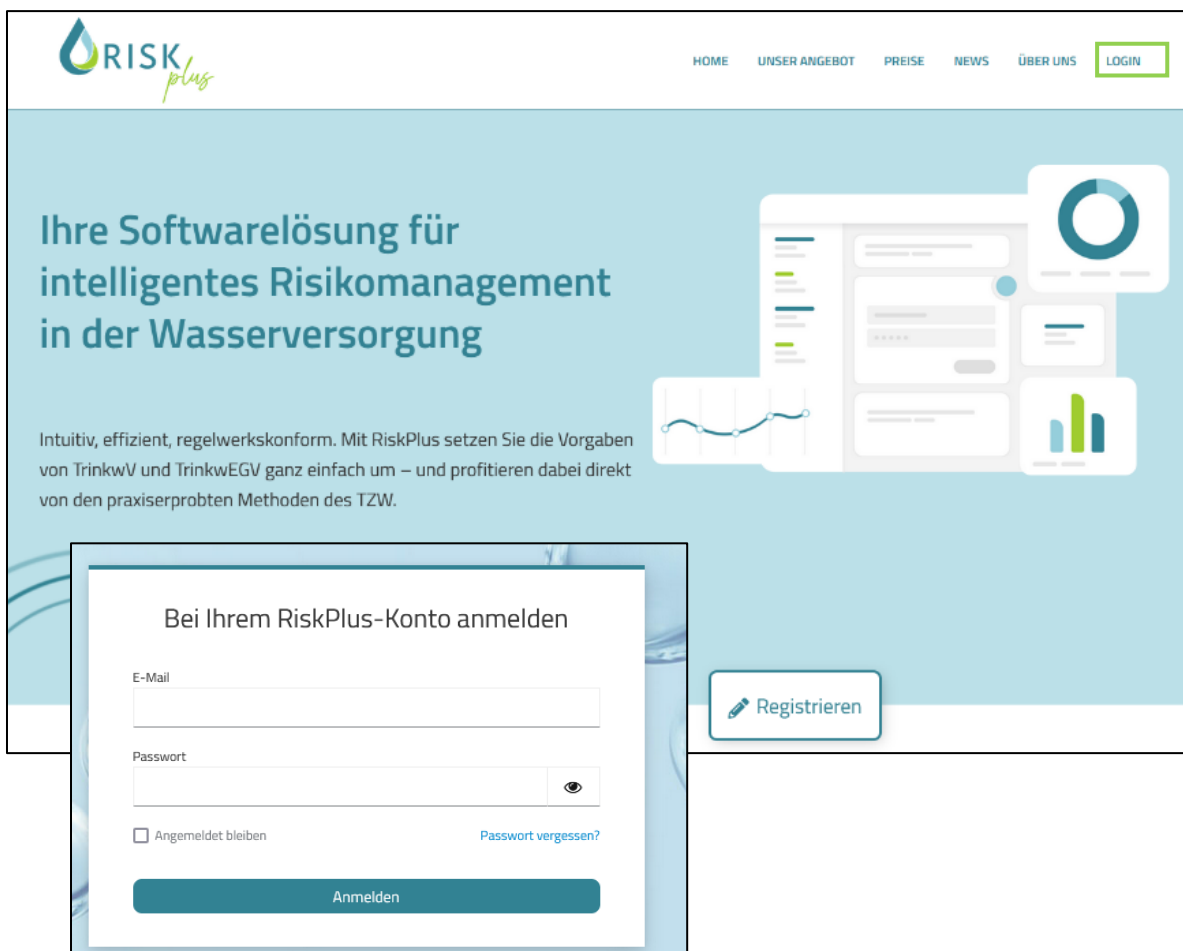 RISK
plus
HOME UNSER ANGEBOT PREISE NEWS ÜBER UNS LOGIN
Ihre Softwarelösung für
intelligentes Risikomanagement
in der Wasserversorgung
Intuitiv, effizient, regelwerkskonform. Mit RiskPlus setzen Sie die Vorgaben
von TrinkwV und TrinkwEGV ganz einfach um – und profitieren dabei direkt
von den praxiserprobten Methoden des TZW.
Bei Ihrem RiskPlus-Konto anmelden
E-Mail
Passwort
Angemeldet bleiben Passwort vergessen?
Anmelden
Registrieren